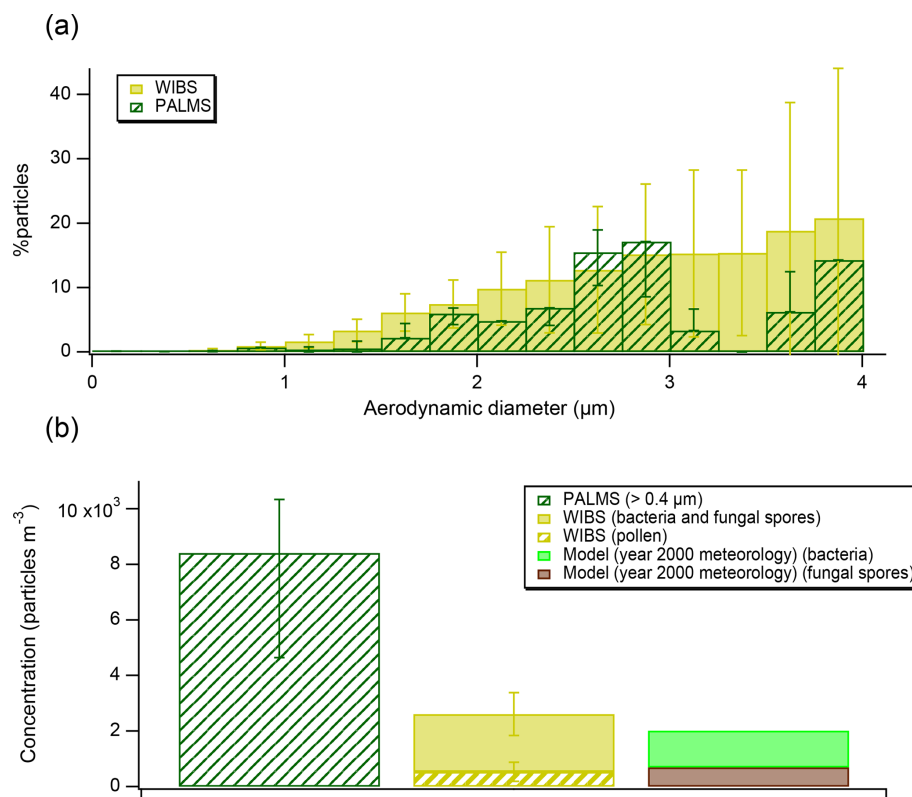 (a)
WIBS
PALMS
%particles
40
30
20
10
0
0 1 2 3 4
Aerodynamic diameter (µm)
(b)
Concentration (particles m⁻³)
10 x10³
8
6
4
2
0
PALMS (> 0.4 µm)
WIBS (bacteria and fungal spores)
WIBS (pollen)
Model (year 2000 meteorology) (bacteria)
Model (year 2000 meteorology) (fungal spores)